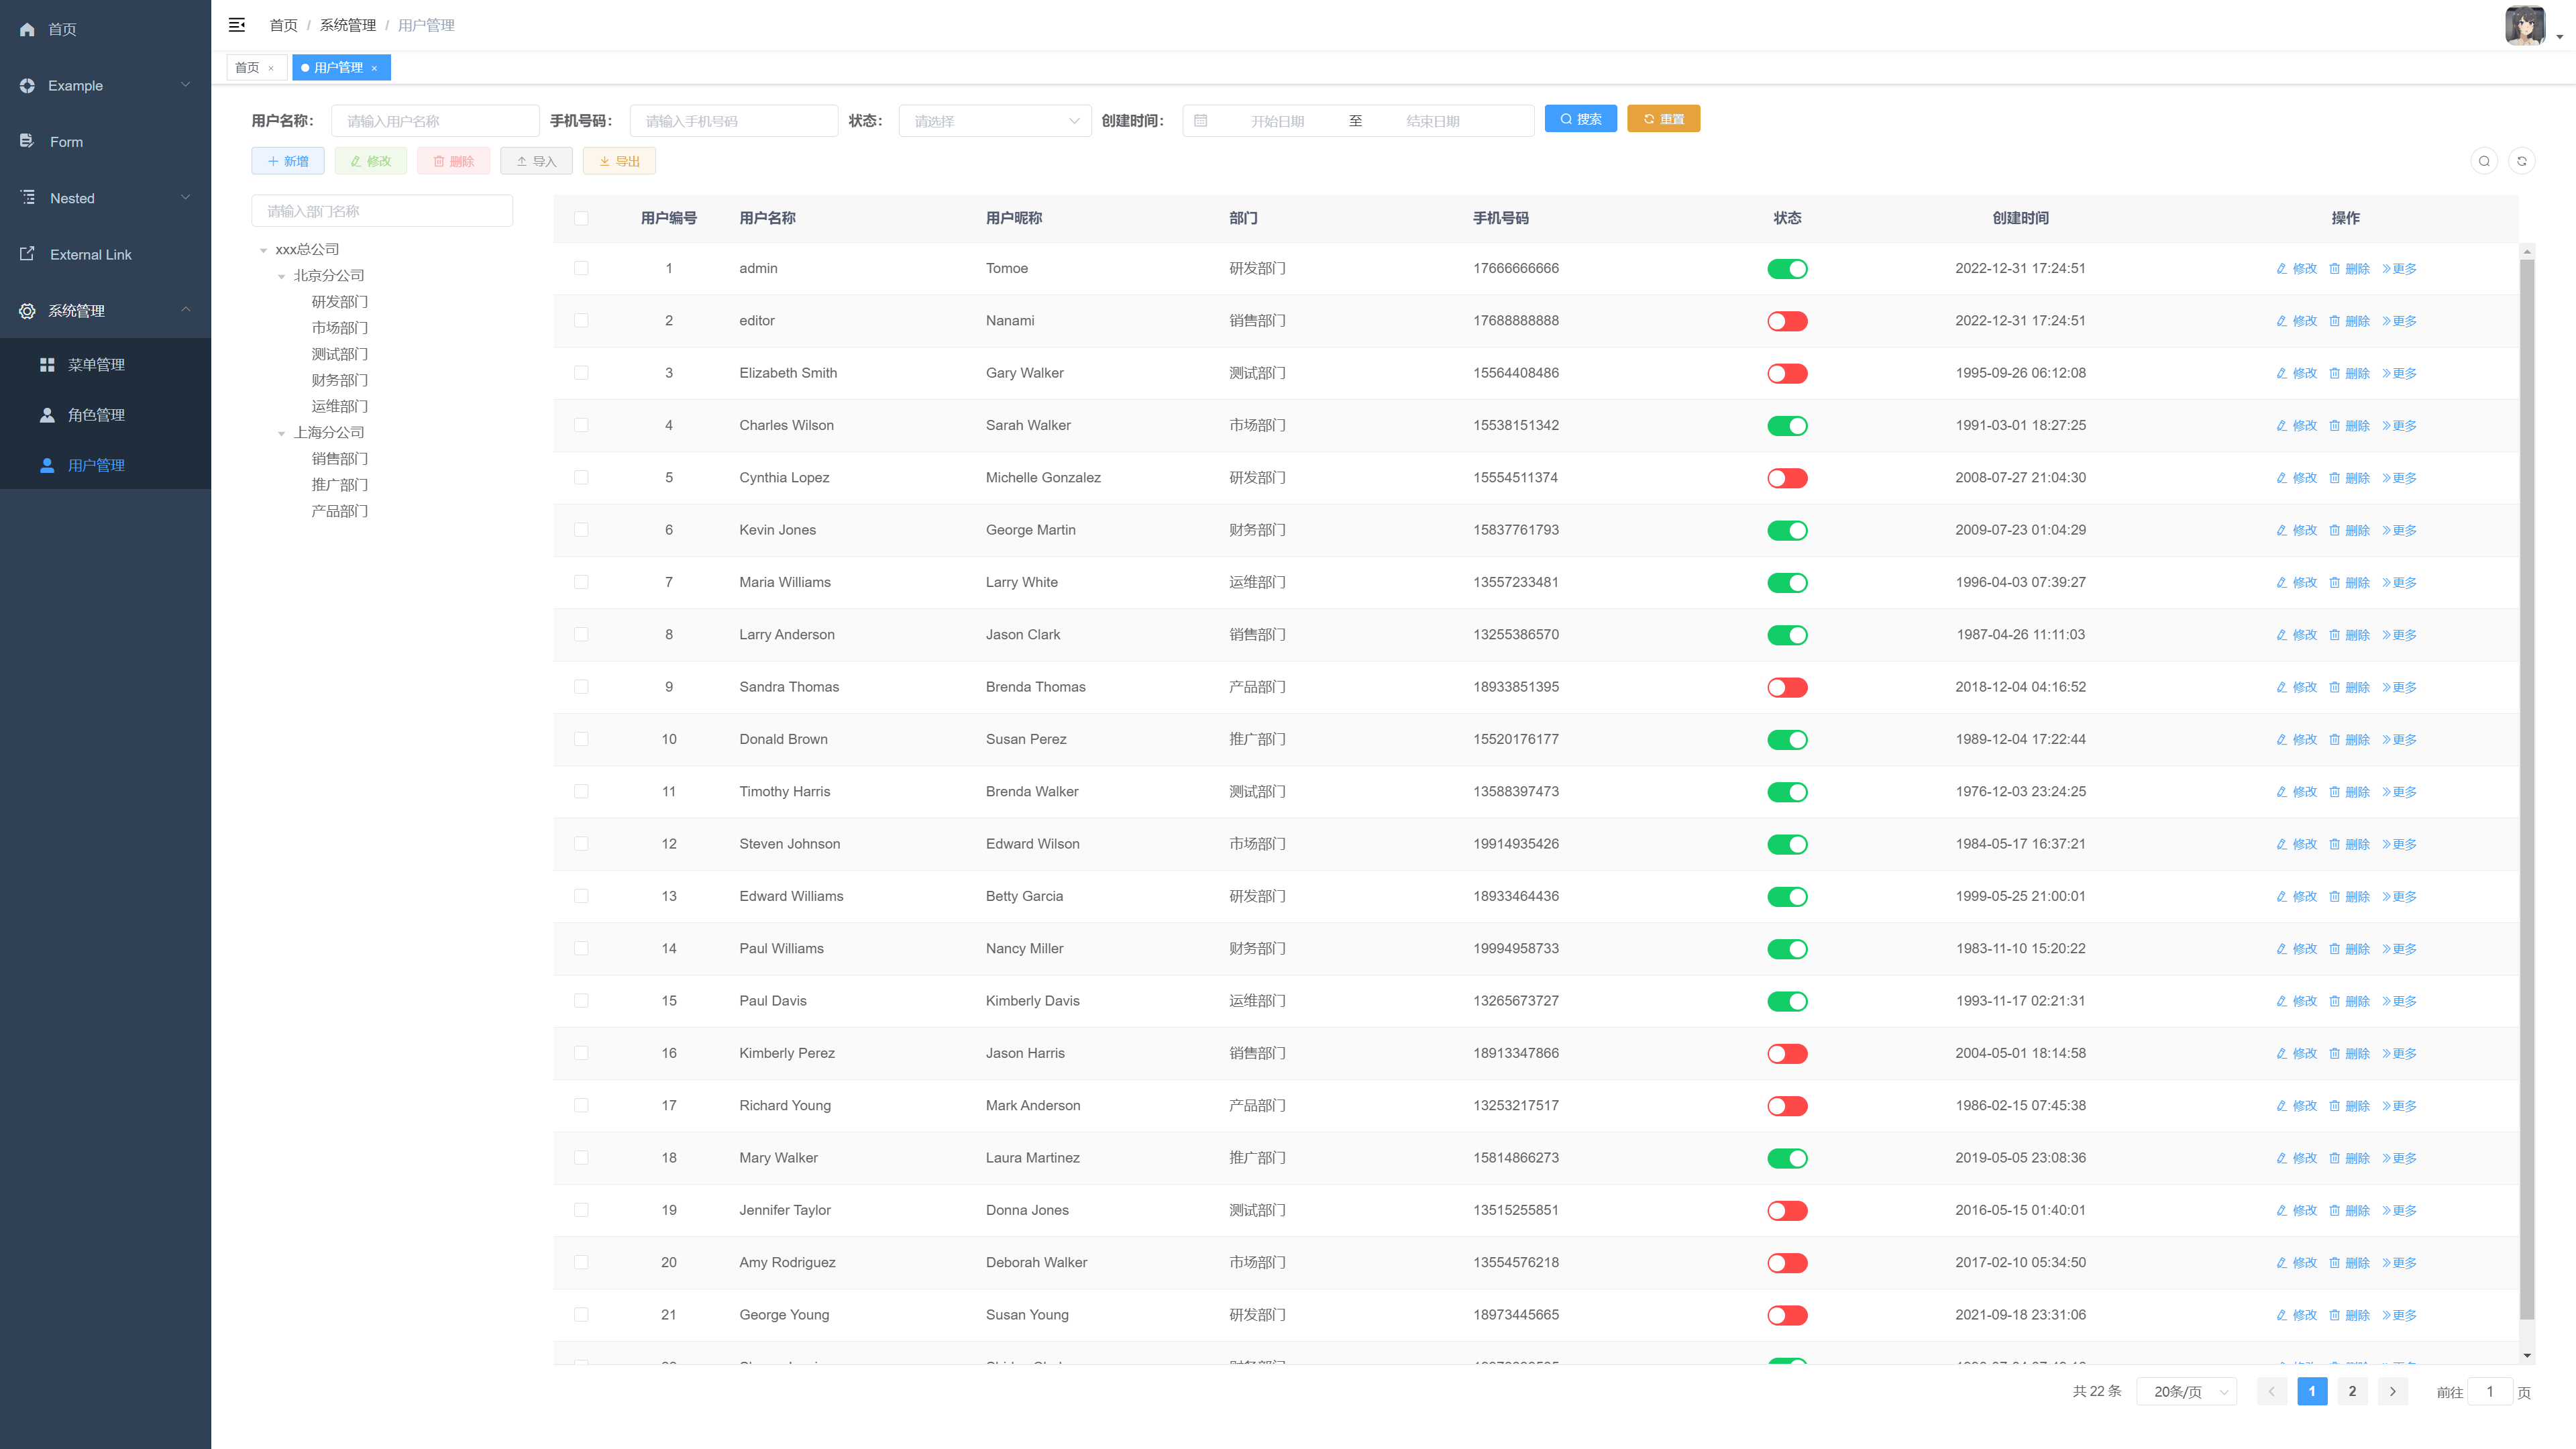 首页
Example
Form
Nested
External Link
系统管理
菜单管理
角色管理
用户管理
首页 / 系统管理 / 用户管理
首页 × 用户管理 ×
用户名称: 请输入用户名称 手机号码: 请输入手机号码 状态: 请选择 创建时间: 开始日期 至 结束日期 搜索 重置
新增 修改 删除 导入 导出
请输入部门名称
xxx总公司
北京分公司
研发部门
市场部门
测试部门
财务部门
运维部门
上海分公司
销售部门
推广部门
产品部门
用户编号 用户名称 用户昵称 部门 手机号码 状态 创建时间 操作
1 admin Tomoe 研发部门 17666666666 2022-12-31 17:24:51 修改 删除 更多
2 editor Nanami 销售部门 17688888888 2022-12-31 17:24:51 修改 删除 更多
3 Elizabeth Smith Gary Walker 测试部门 15564408486 1995-09-26 06:12:08 修改 删除 更多
4 Charles Wilson Sarah Walker 市场部门 15538151342 1991-03-01 18:27:25 修改 删除 更多
5 Cynthia Lopez Michelle Gonzalez 研发部门 15554511374 2008-07-27 21:04:30 修改 删除 更多
6 Kevin Jones George Martin 财务部门 15837761793 2009-07-23 01:04:29 修改 删除 更多
7 Maria Williams Larry White 运维部门 13557233481 1996-04-03 07:39:27 修改 删除 更多
8 Larry Anderson Jason Clark 销售部门 13255386570 1987-04-26 11:11:03 修改 删除 更多
9 Sandra Thomas Brenda Thomas 产品部门 18933851395 2018-12-04 04:16:52 修改 删除 更多
10 Donald Brown Susan Perez 推广部门 15520176177 1989-12-04 17:22:44 修改 删除 更多
11 Timothy Harris Brenda Walker 测试部门 13588397473 1976-12-03 23:24:25 修改 删除 更多
12 Steven Johnson Edward Wilson 市场部门 19914935426 1984-05-17 16:37:21 修改 删除 更多
13 Edward Williams Betty Garcia 研发部门 18933464436 1999-05-25 21:00:01 修改 删除 更多
14 Paul Williams Nancy Miller 财务部门 19994958733 1983-11-10 15:20:22 修改 删除 更多
15 Paul Davis Kimberly Davis 运维部门 13265673727 1993-11-17 02:21:31 修改 删除 更多
16 Kimberly Perez Jason Harris 销售部门 18913347866 2004-05-01 18:14:58 修改 删除 更多
17 Richard Young Mark Anderson 产品部门 13253217517 1986-02-15 07:45:38 修改 删除 更多
18 Mary Walker Laura Martinez 推广部门 15814866273 2019-05-05 23:08:36 修改 删除 更多
19 Jennifer Taylor Donna Jones 测试部门 13515255851 2016-05-15 01:40:01 修改 删除 更多
20 Amy Rodriguez Deborah Walker 市场部门 13554576218 2017-02-10 05:34:50 修改 删除 更多
21 George Young Susan Young 研发部门 18973445665 2021-09-18 23:31:06 修改 删除 更多
共 22 条 20条/页 1 2 前往 1 页